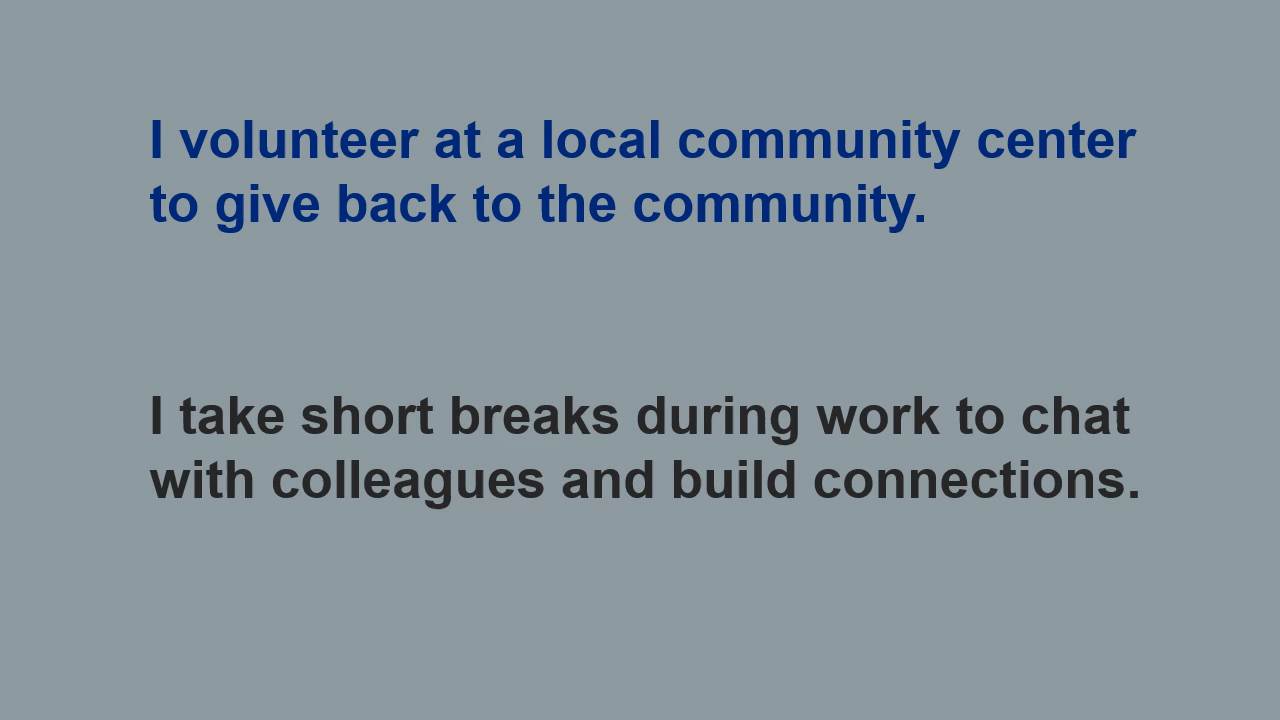 I volunteer at a local community center
to give back to the community.
I take short breaks during work to chat
with colleagues and build connections.